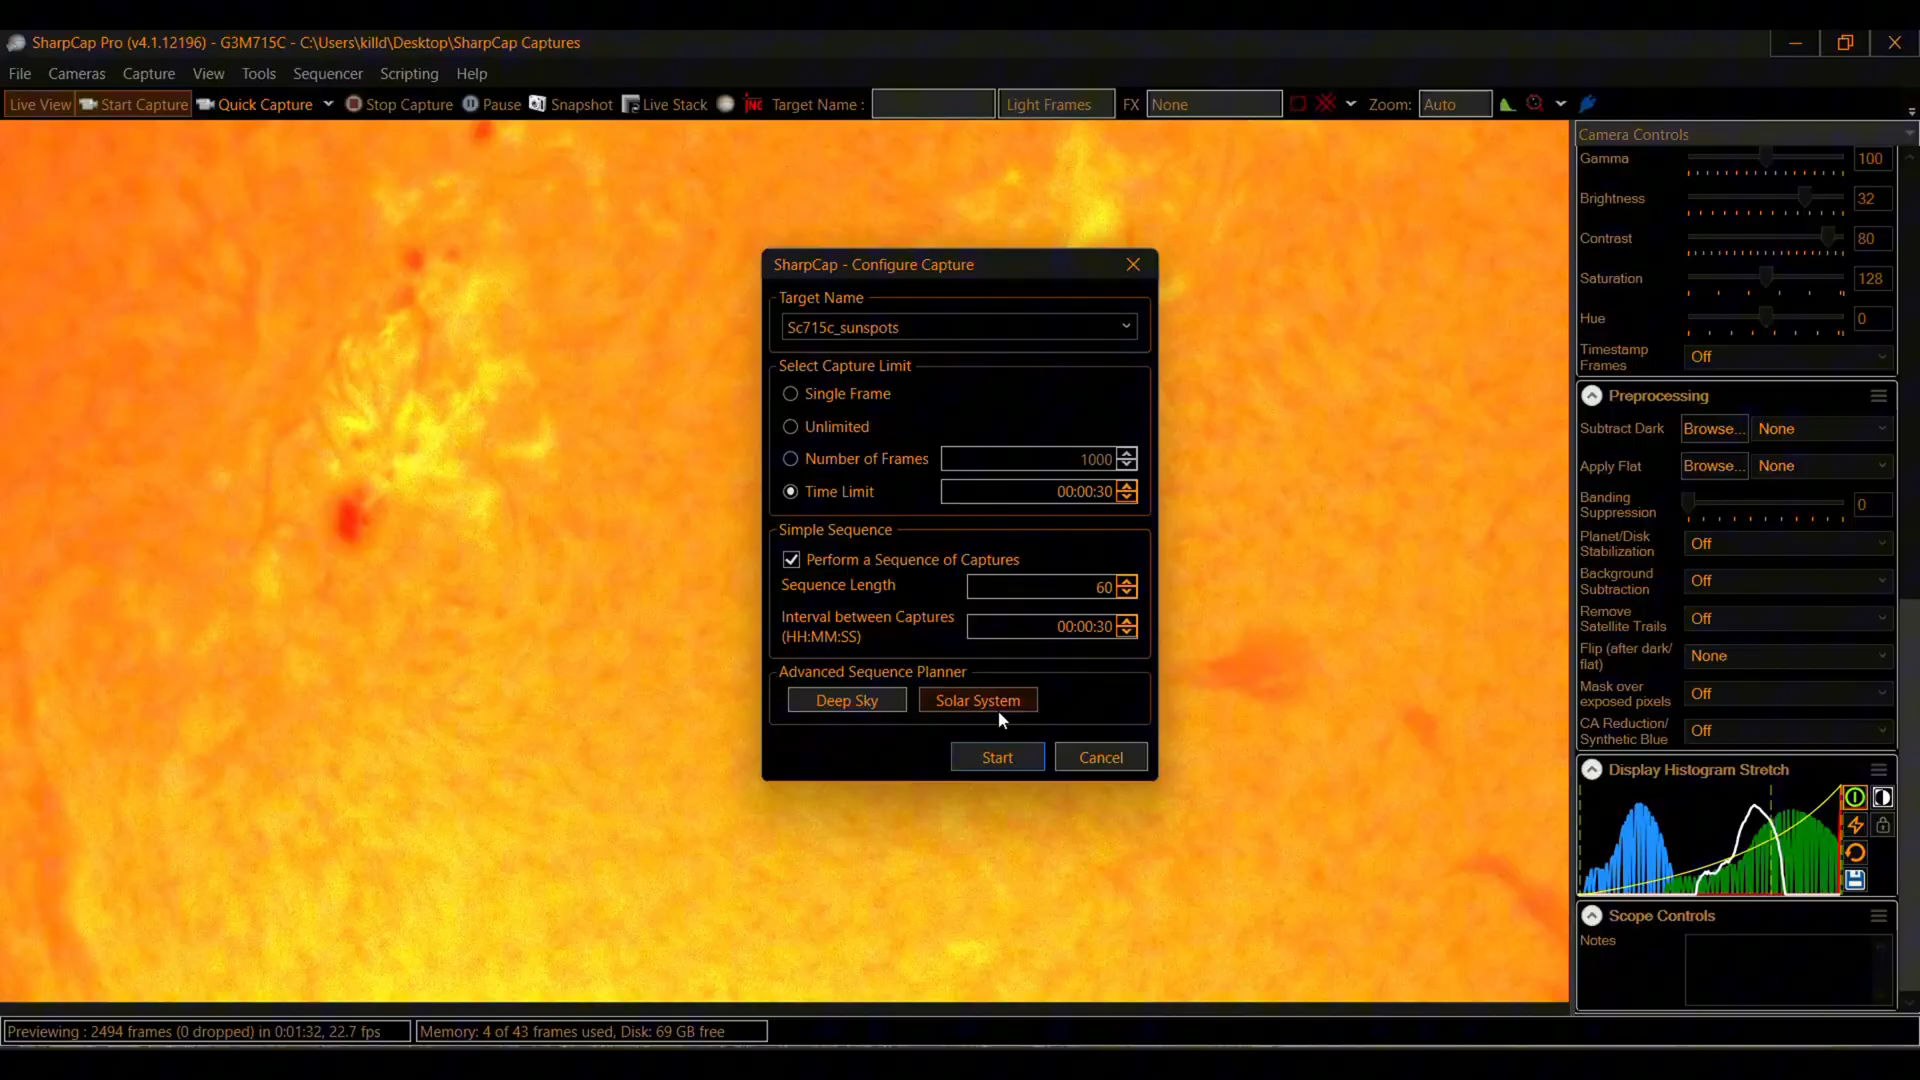 SharpCap Pro (v4.1.12196) - G3M715C - C:\Users\killd\Desktop\SharpCap Captures
File Cameras Capture View Tools Sequencer Scripting Help
Live View Start Capture Quick Capture Stop Capture Pause Snapshot Live Stack Target Name : Light Frames FX None Zoom: Auto
Camera Controls
Gamma 100
Brightness 32
Contrast 80
Saturation 128
Hue 0
Timestamp
Frames Off
Preprocessing
Subtract Dark Browse... None
Apply Flat Browse... None
Banding
Suppression 0
Planet/Disk
Stabilization Off
Background
Subtraction Off
Remove
Satellite Trails Off
Flip (after dark/
flat) None
Mask over
exposed pixels Off
CA Reduction/
Synthetic Blue Off
Display Histogram Stretch
Scope Controls
Notes
SharpCap - Configure Capture
Target Name
Sc715c_sunspots
Select Capture Limit
Single Frame
Unlimited
Number of Frames 1000
Time Limit 00:00:30
Simple Sequence
Perform a Sequence of Captures
Sequence Length 60
Interval between Captures
(HH:MM:SS) 00:00:30
Advanced Sequence Planner
Deep Sky Solar System
Start Cancel
Previewing : 2494 frames (0 dropped) in 0:01:32, 22.7 fps Memory: 4 of 43 frames used, Disk: 69 GB free